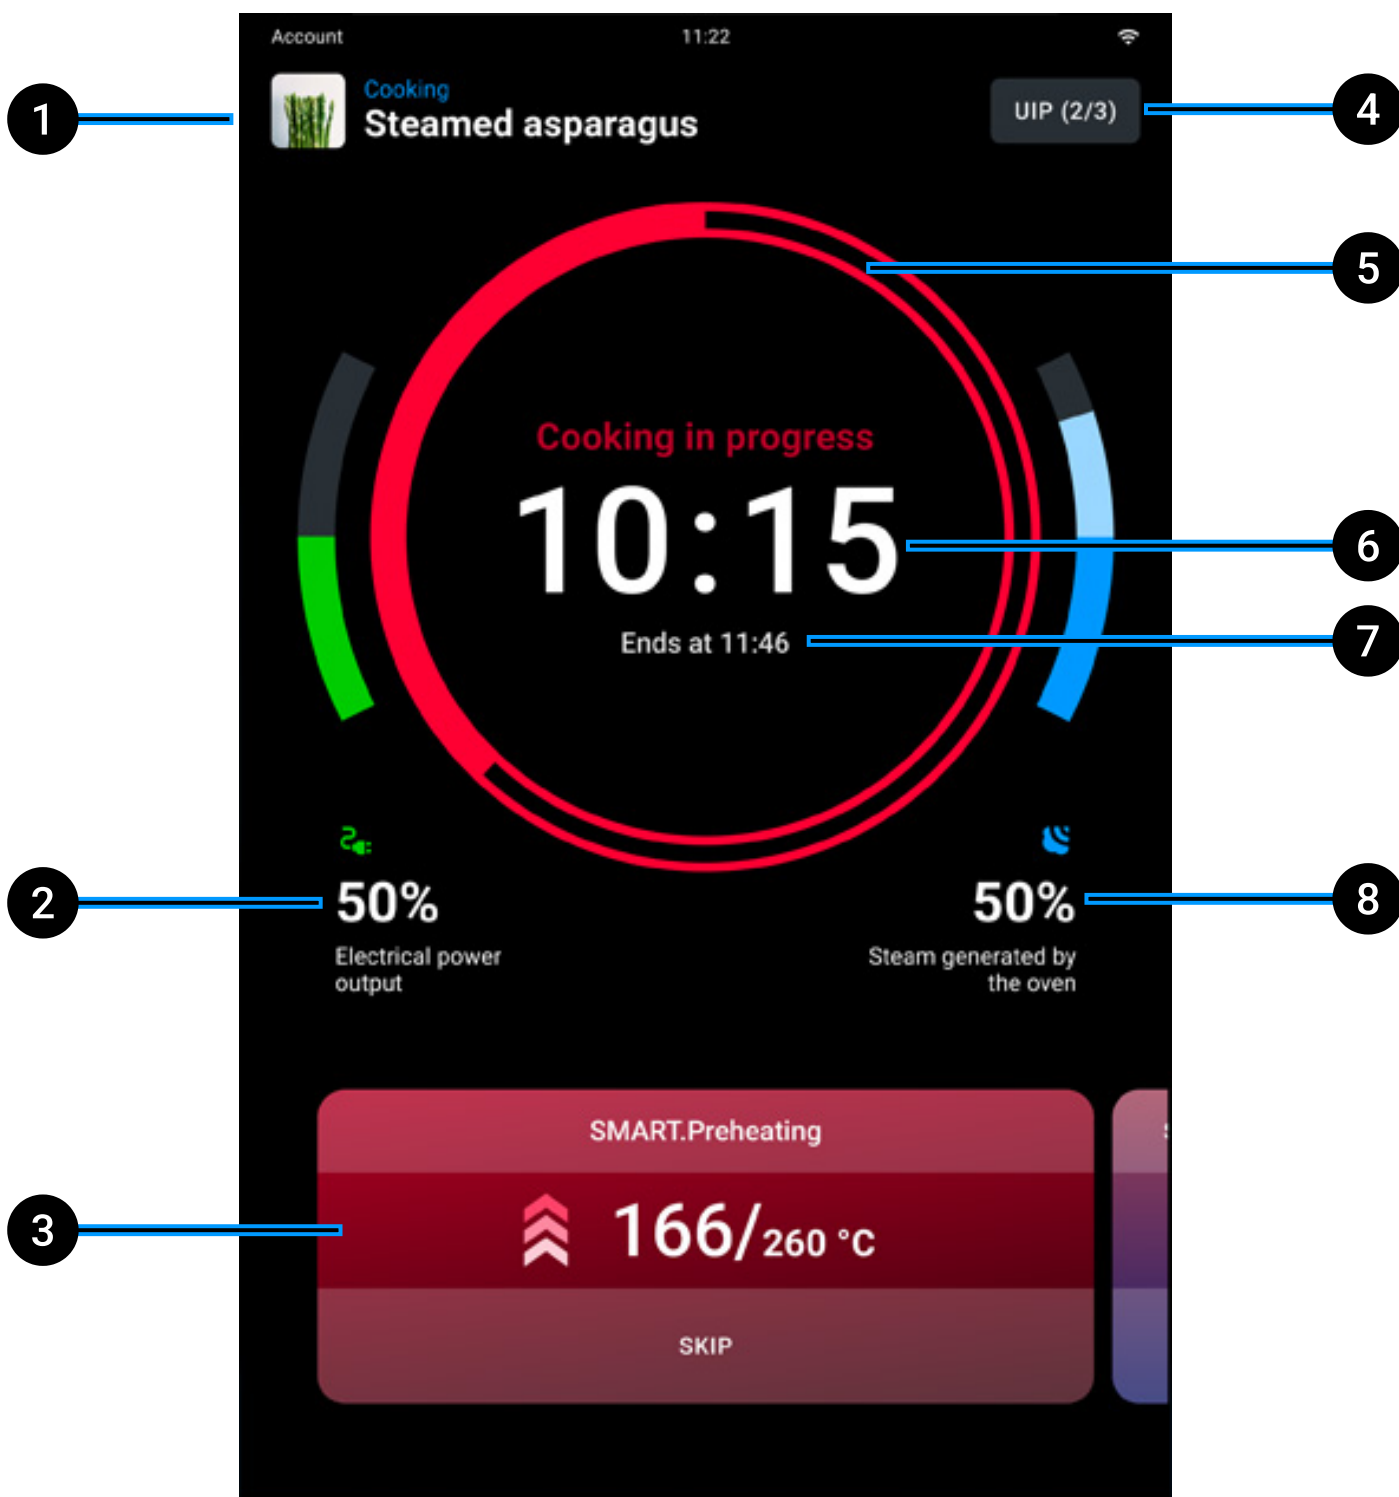 Account
11:22
1
Cooking
Steamed asparagus
UIP (2/3)
4
5
Cooking in progress
10:15
6
Ends at 11:46
7
2
50%
Electrical power
output
50%
8
Steam generated by
the oven
SMART.Preheating
3
166/260 °C
SKIP